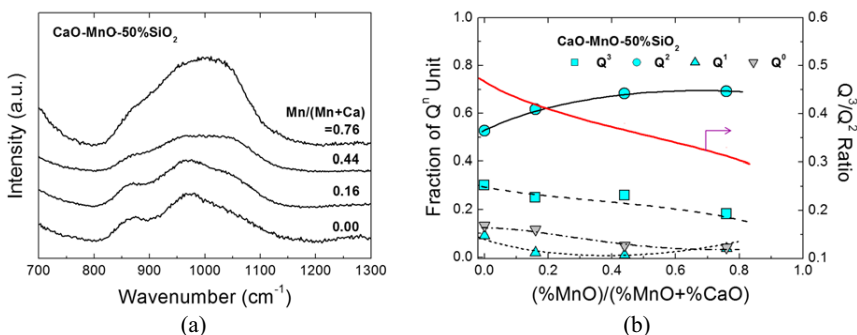 CaO-MnO-50%SiO₂
Mn/(Mn+Ca)
=0.76
0.44
0.16
0.00
Intensity (a.u.)
700 800 900 1000 1100 1200 1300
Wavenumber (cm⁻¹)
(a)
CaO-MnO-50%SiO₂
Q³ Q² Q¹ Q⁰
Fraction of Qⁿ Unit
1.0
0.8
0.6
0.4
0.2
0.0
Q³/Q² Ratio
0.6
0.5
0.4
0.3
0.2
0.1
0.0 0.2 0.4 0.6 0.8 1.0
(%MnO)/(%MnO+%CaO)
(b)